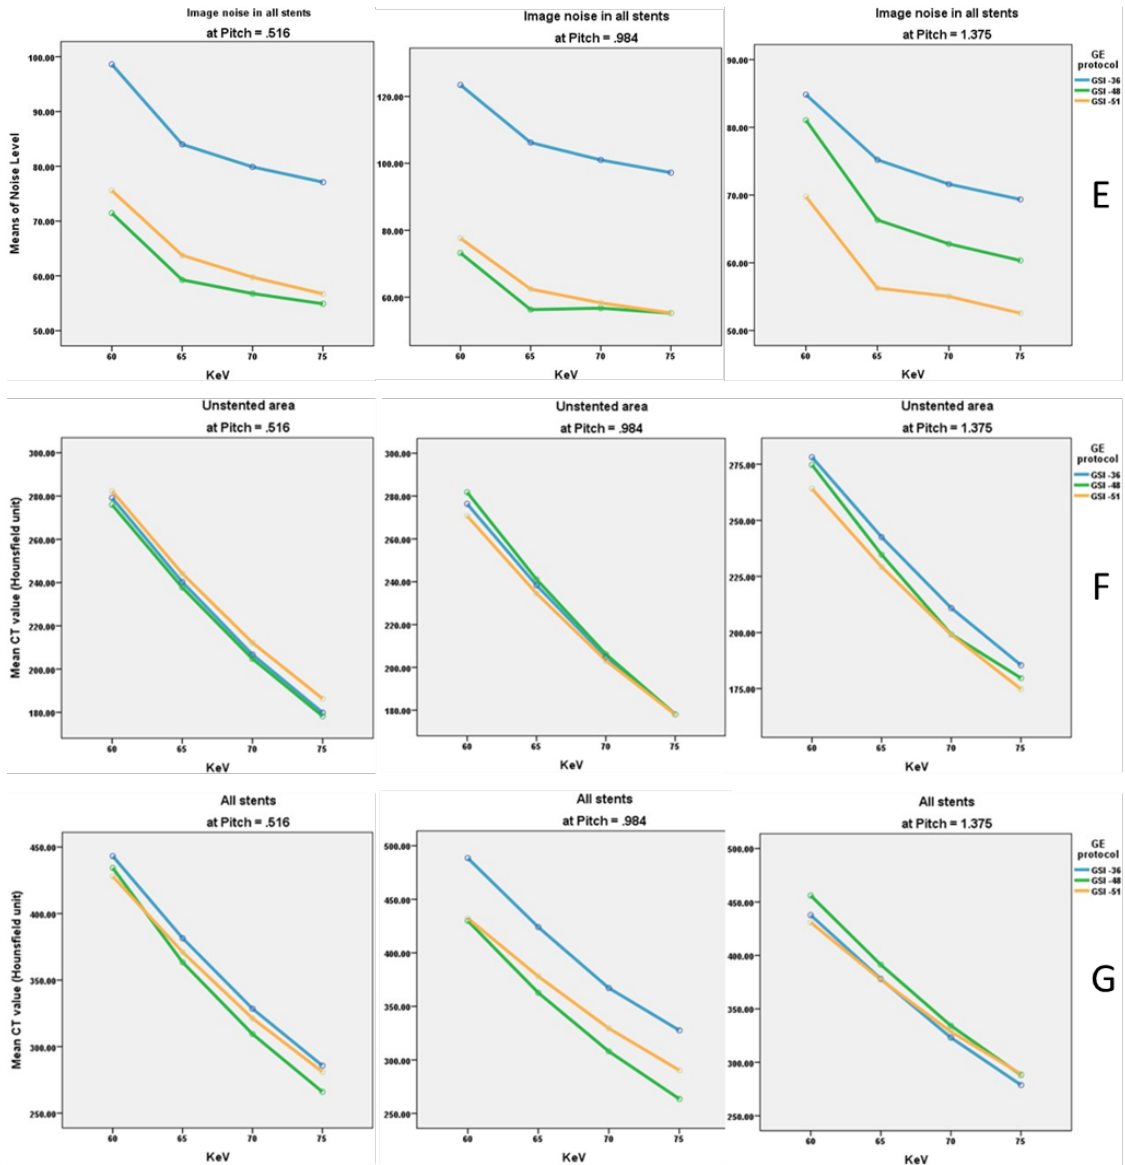 Image noise in all stents
at Pitch = .516
Means of Noise Level
100.00
90.00
80.00
70.00
60.00
50.00
60 65 70 75
KeV
Image noise in all stents
at Pitch = .984
120.00
100.00
80.00
60.00
60 65 70 75
KeV
Image noise in all stents
at Pitch = 1.375
90.00
80.00
70.00
60.00
50.00
60 65 70 75
KeV
GE
protocol
GSI -36
GSI -48
GSI -51
E
Unstented area
at Pitch = .516
Mean CT value (Hounsfield unit)
300.00
280.00
260.00
240.00
220.00
200.00
180.00
60 65 70 75
KeV
Unstented area
at Pitch = .984
300.00
280.00
260.00
240.00
220.00
200.00
180.00
60 65 70 75
KeV
Unstented area
at Pitch = 1.375
275.00
250.00
225.00
200.00
175.00
60 65 70 75
KeV
GE
protocol
GSI -36
GSI -48
GSI -51
F
All stents
at Pitch = .516
Mean CT value (Hounsfield unit)
450.00
400.00
350.00
300.00
250.00
60 65 70 75
KeV
All stents
at Pitch = .984
500.00
450.00
400.00
350.00
300.00
250.00
60 65 70 75
KeV
All stents
at Pitch = 1.375
500.00
450.00
400.00
350.00
300.00
250.00
60 65 70 75
KeV
GE
protocol
GSI -36
GSI -48
GSI -51
G